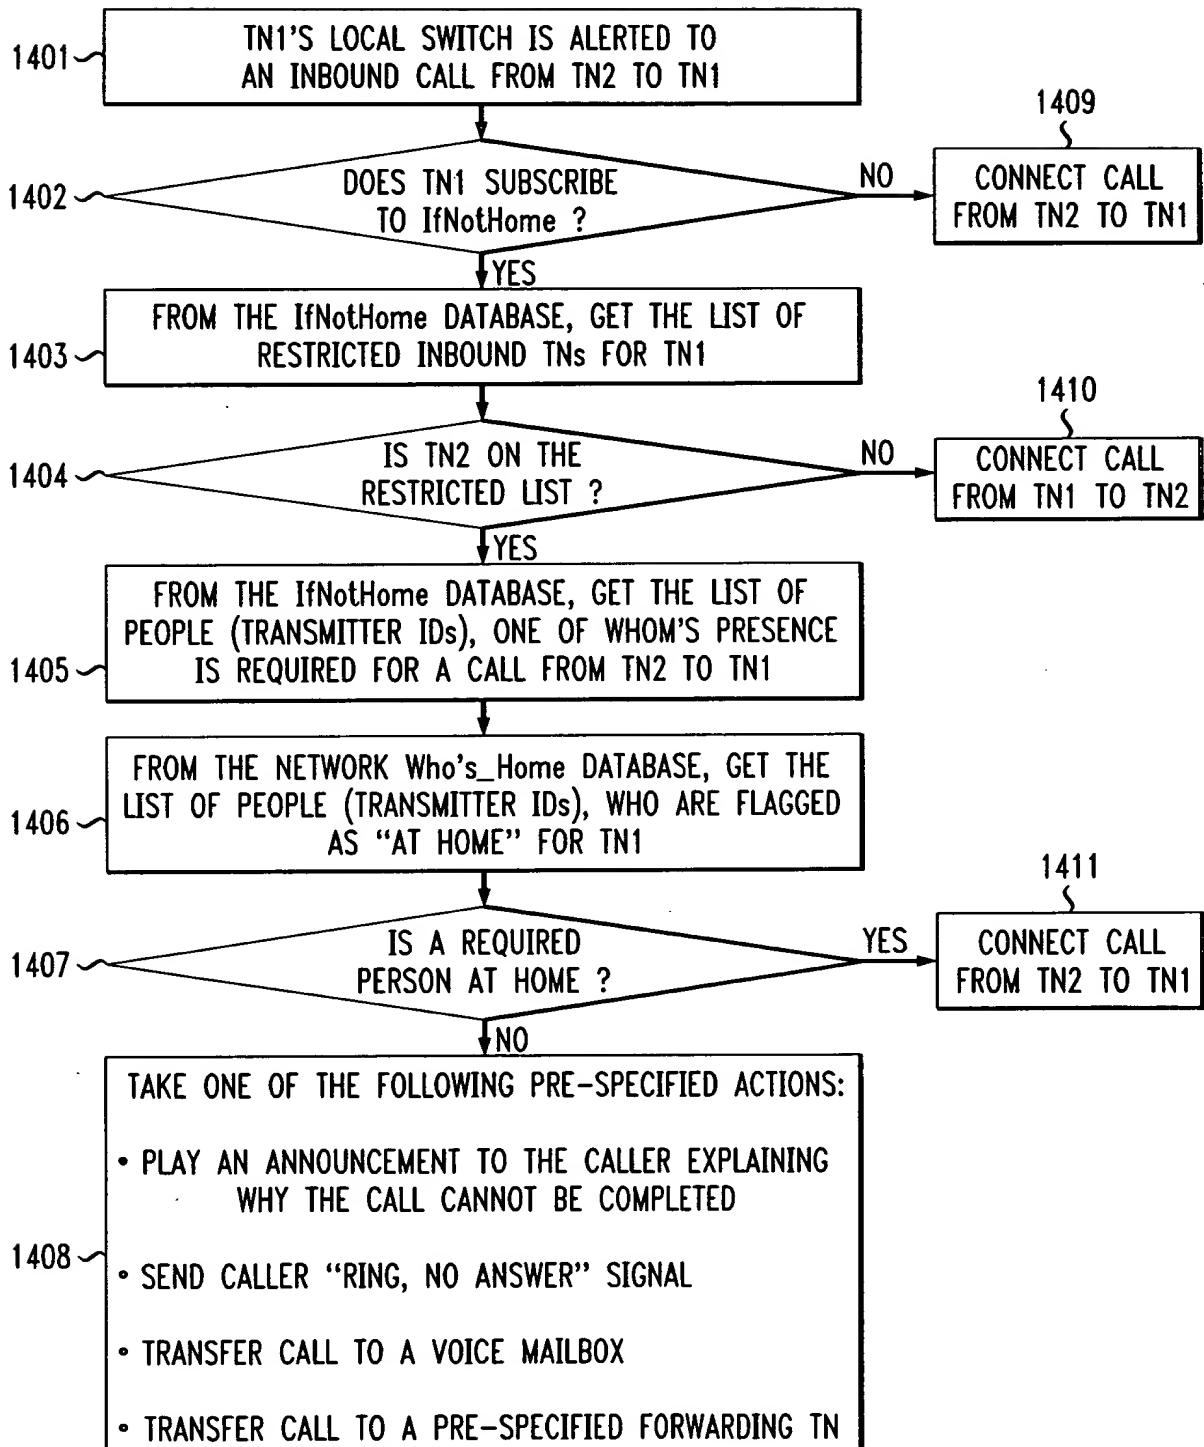 1401
TN1'S LOCAL SWITCH IS ALERTED TO
AN INBOUND CALL FROM TN2 TO TN1
1402
DOES TN1 SUBSCRIBE
TO IfNotHome ?
NO
1409
CONNECT CALL
FROM TN2 TO TN1
YES
1403
FROM THE IfNotHome DATABASE, GET THE LIST OF
RESTRICTED INBOUND TNs FOR TN1
1404
IS TN2 ON THE
RESTRICTED LIST ?
NO
1410
CONNECT CALL
FROM TN1 TO TN2
YES
1405
FROM THE IfNotHome DATABASE, GET THE LIST OF
PEOPLE (TRANSMITTER IDs), ONE OF WHOM'S PRESENCE
IS REQUIRED FOR A CALL FROM TN2 TO TN1
1406
FROM THE NETWORK Who's_Home DATABASE, GET THE
LIST OF PEOPLE (TRANSMITTER IDs), WHO ARE FLAGGED
AS “AT HOME” FOR TN1
1407
IS A REQUIRED
PERSON AT HOME ?
YES
1411
CONNECT CALL
FROM TN2 TO TN1
NO
1408
TAKE ONE OF THE FOLLOWING PRE-SPECIFIED ACTIONS:
• PLAY AN ANNOUNCEMENT TO THE CALLER EXPLAINING
WHY THE CALL CANNOT BE COMPLETED
• SEND CALLER “RING, NO ANSWER” SIGNAL
• TRANSFER CALL TO A VOICE MAILBOX
• TRANSFER CALL TO A PRE-SPECIFIED FORWARDING TN